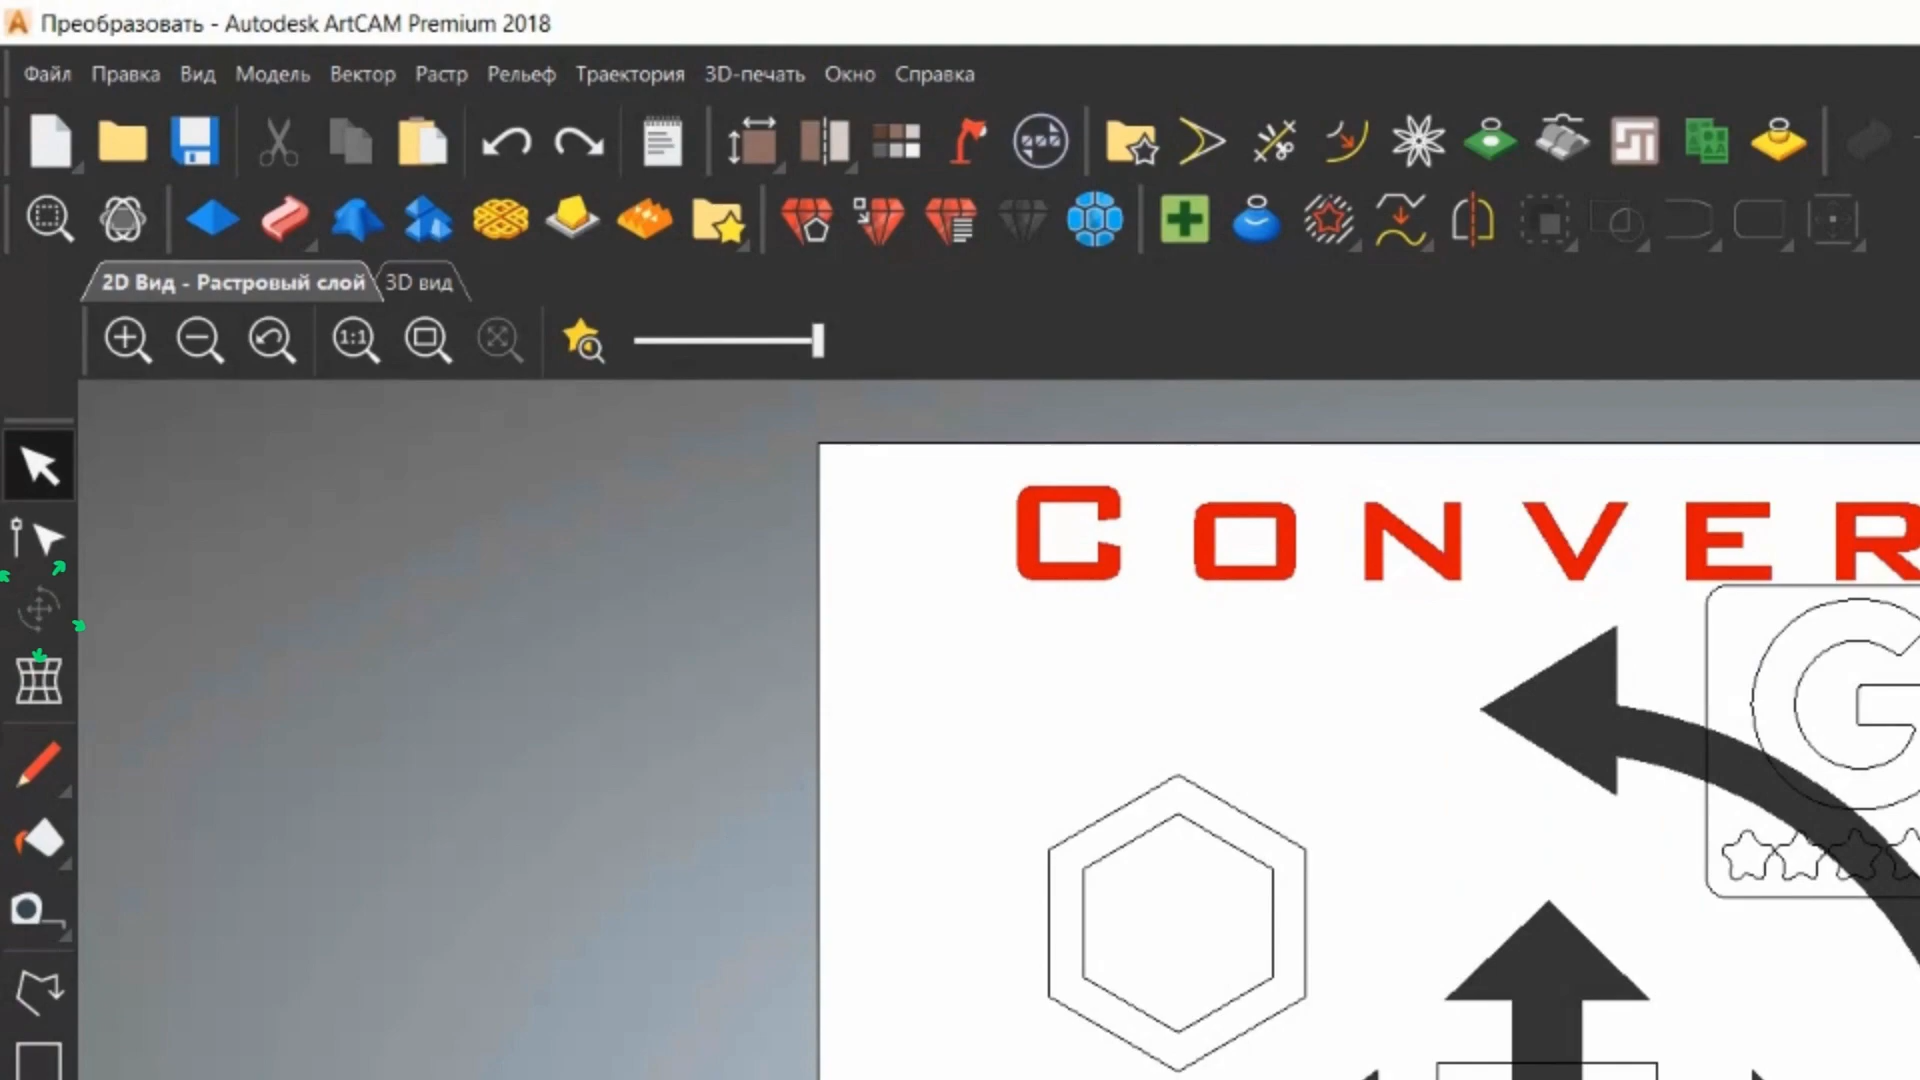 Преобразовать - Autodesk ArtCAM Premium 2018
Файл Правка Вид Модель Вектор Растр Рельеф Траектория 3D-печать Окно Справка
2D Вид - Растровый слой 3D вид
1:1
CONVER
G